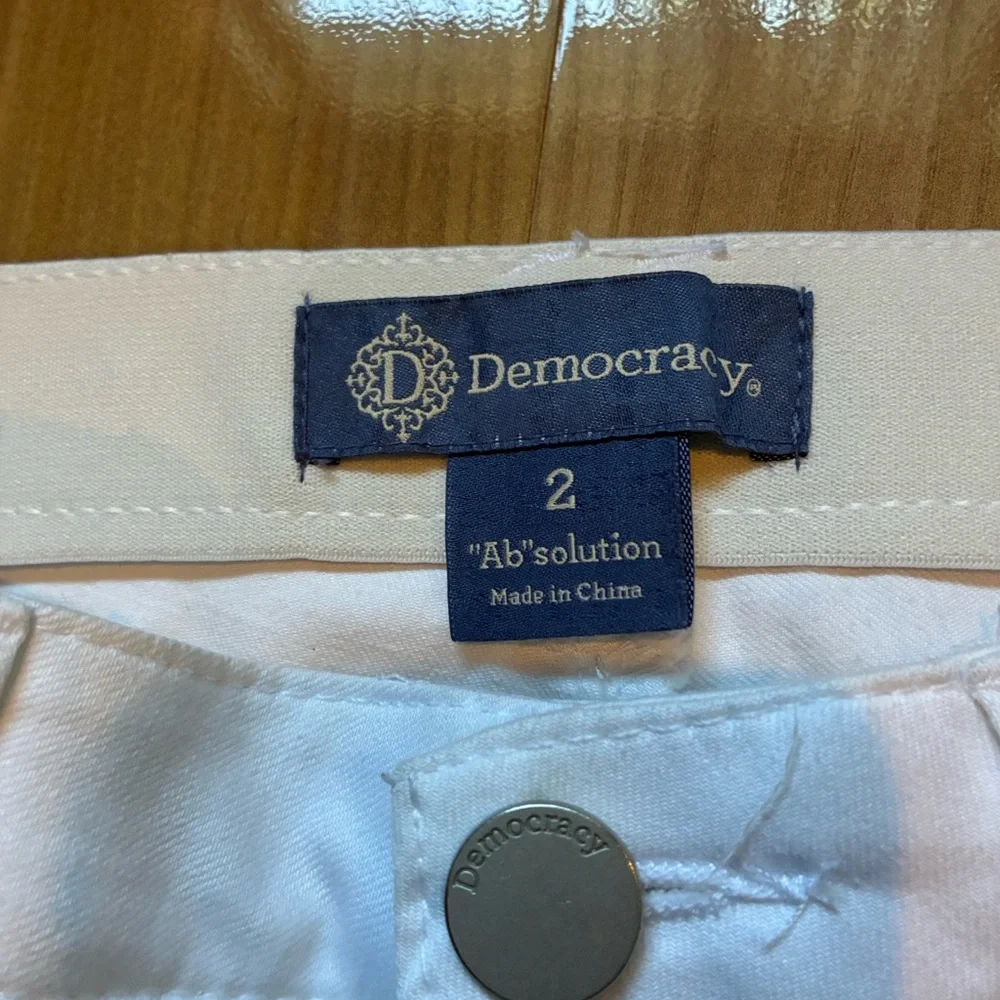 D Democracy®
2
"Ab"solution
Made in China
Democracy